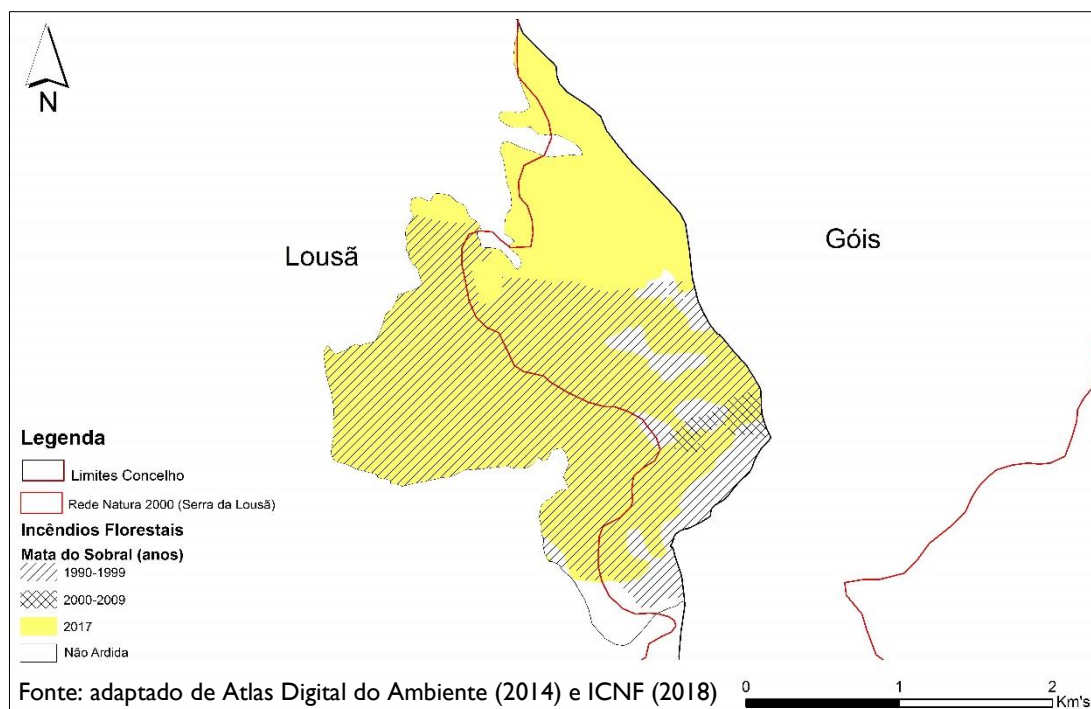 N
Lousã
Góis
Legenda
Limites Concelho
Rede Natura 2000 (Serra da Lousã)
Incêndios Florestais
Mata do Sobral (anos)
1990-1999
2000-2009
2017
Não Ardida
Fonte: adaptado de Atlas Digital do Ambiente (2014) e ICNF (2018)
0 1 2
Km's